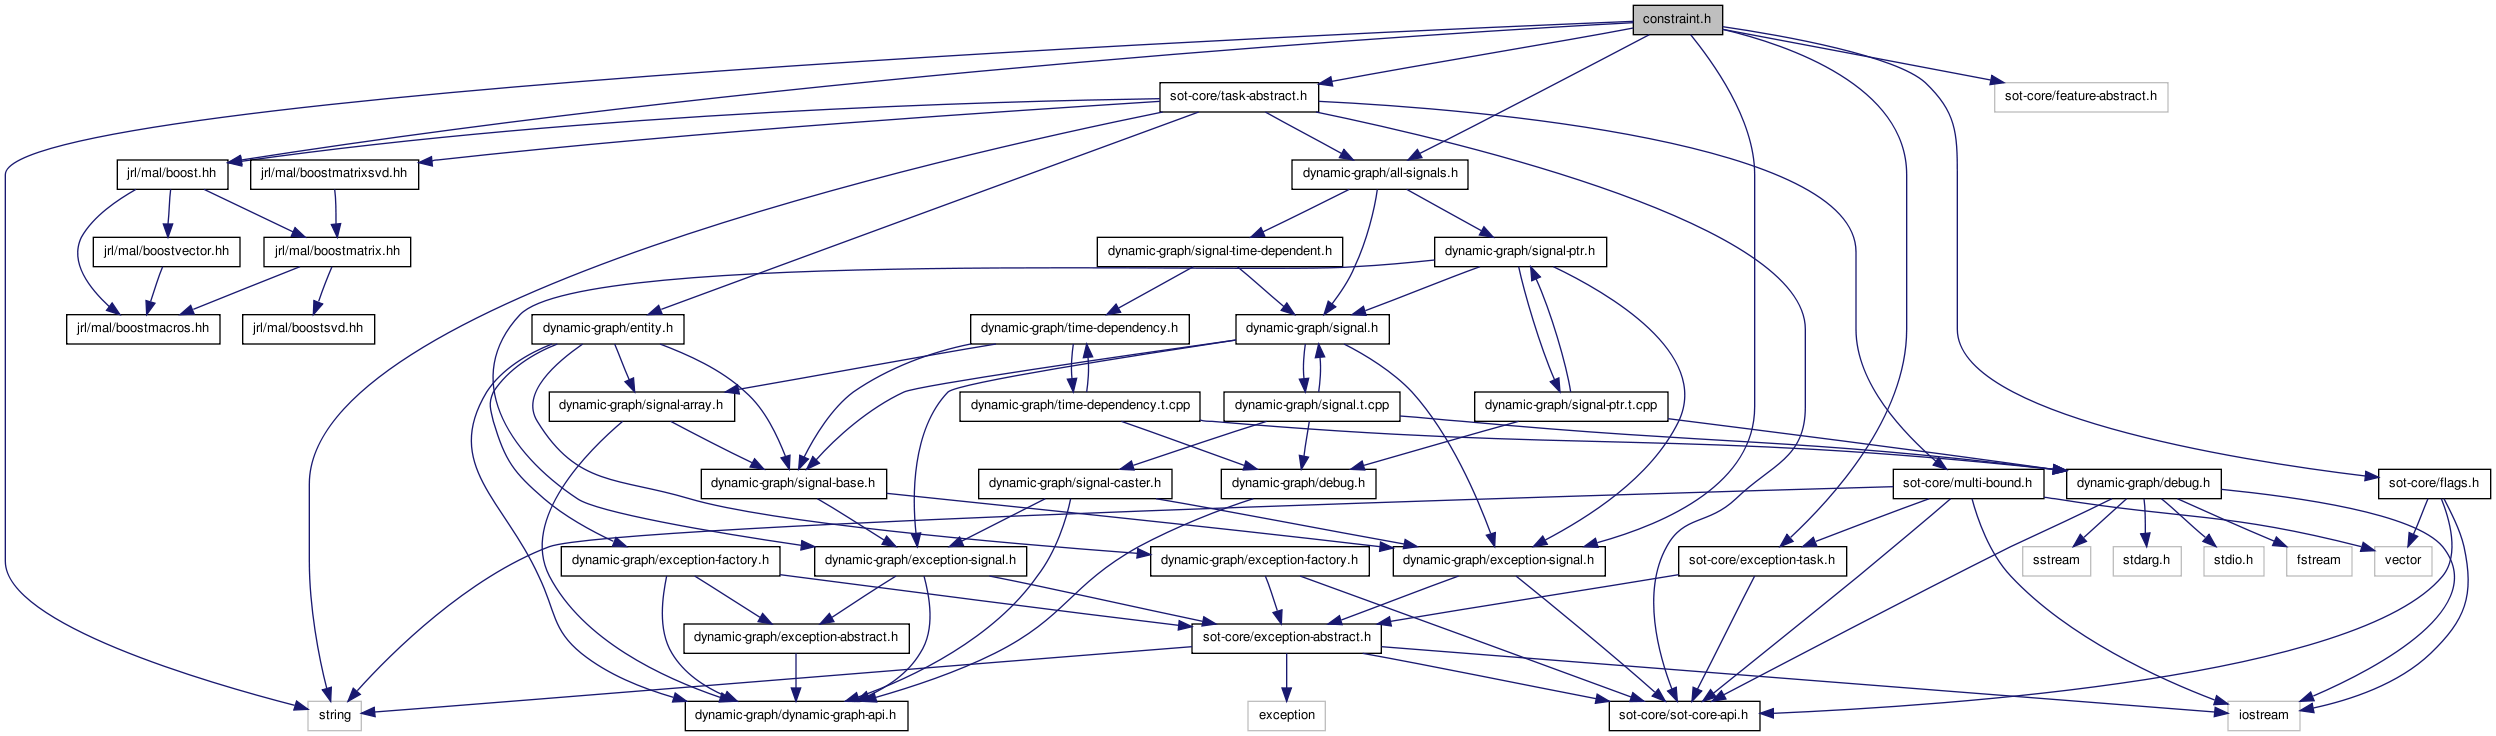 constraint.h
sot-core/task-abstract.h
sot-core/feature-abstract.h
jrl/mal/boost.hh
jrl/mal/boostmatrixsvd.hh
dynamic-graph/all-signals.h
jrl/mal/boostvector.hh
jrl/mal/boostmatrix.hh
dynamic-graph/signal-time-dependent.h
dynamic-graph/signal-ptr.h
jrl/mal/boostmacros.hh
jrl/mal/boostsvd.hh
dynamic-graph/entity.h
dynamic-graph/time-dependency.h
dynamic-graph/signal.h
dynamic-graph/signal-array.h
dynamic-graph/time-dependency.t.cpp
dynamic-graph/signal.t.cpp
dynamic-graph/signal-ptr.t.cpp
dynamic-graph/signal-base.h
dynamic-graph/signal-caster.h
dynamic-graph/debug.h
sot-core/multi-bound.h
dynamic-graph/debug.h
sot-core/flags.h
dynamic-graph/exception-factory.h
dynamic-graph/exception-signal.h
dynamic-graph/exception-factory.h
dynamic-graph/exception-signal.h
sot-core/exception-task.h
sstream
stdarg.h
stdio.h
fstream
vector
dynamic-graph/exception-abstract.h
sot-core/exception-abstract.h
string
dynamic-graph/dynamic-graph-api.h
exception
sot-core/sot-core-api.h
iostream